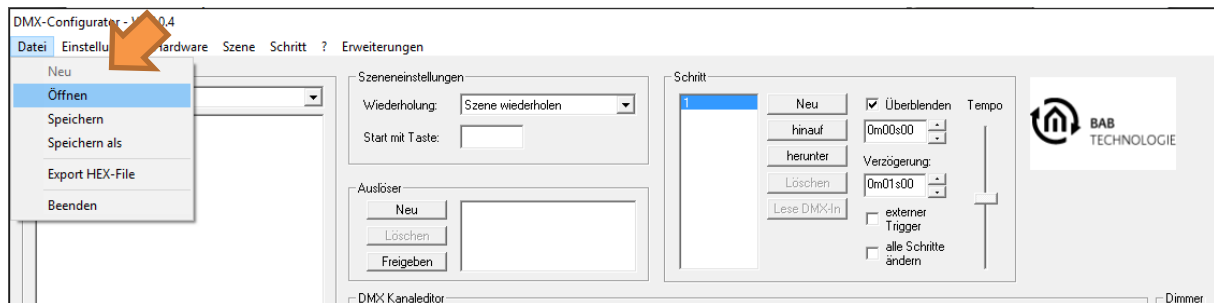 DMX-Configurator - V 0.4
Datei Hardware Szene Schritt ? Erweiterungen
Neu
Öffnen
Speichern
Speichern als
Export HEX-File
Beenden
Szeneneinstellungen
Wiederholung: Szene wiederholen
Start mit Taste:
Auslöser
Neu
Löschen
Freigeben
Schritt
1
Neu
hinauf
herunter
Löschen
Lese DMX-In
Überblenden
0m00s00
Verzögerung:
0m01s00
externer
Trigger
alle Schritte
ändern
Tempo
BAB
TECHNOLOGIE
DMX Kanaleditor
Dimmer